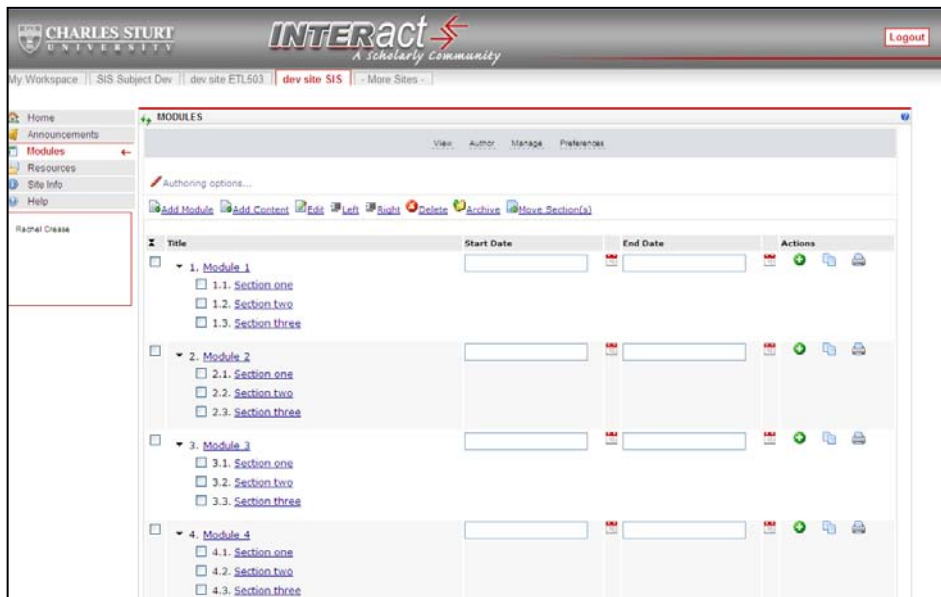 CHARLES STURT
UNIVERSITY
INTERact
A scholarly Community
Logout
My Workspace SIS Subject Dev dev site ETL503 dev site SIS - More Sites -
Home
Announcements
Modules
Resources
Site Info
Help
Rachel Crease
MODULES
View Author Manage Preferences
Authoring options...
Add Module Add Content Edit Left Right Delete Archive Move Section(s)
Title Start Date End Date Actions
1. Module 1
1.1. Section one
1.2. Section two
1.3. Section three
2. Module 2
2.1. Section one
2.2. Section two
2.3. Section three
3. Module 3
3.1. Section one
3.2. Section two
3.3. Section three
4. Module 4
4.1. Section one
4.2. Section two
4.3. Section three